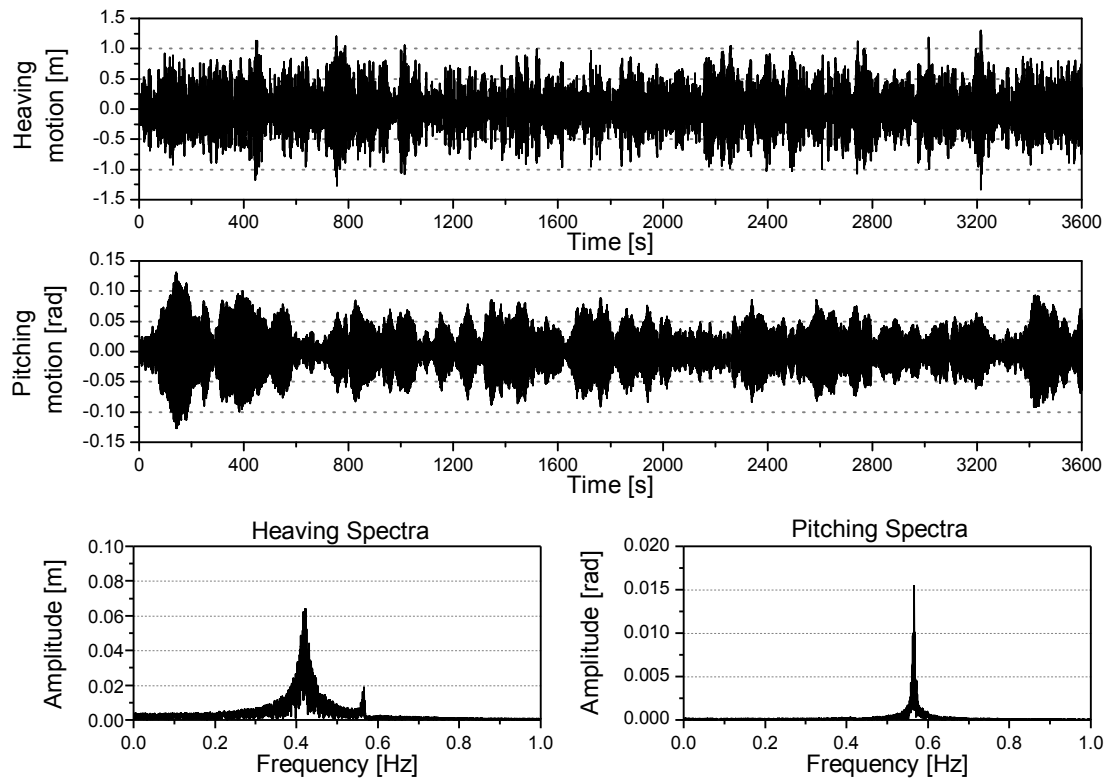 Heaving
motion [m]
1.5
1.0
0.5
0.0
-0.5
-1.0
-1.5
0 400 800 1200 1600 2000 2400 2800 3200 3600
Time [s]
Pitching
motion [rad]
0.15
0.10
0.05
0.00
-0.05
-0.10
-0.15
0 400 800 1200 1600 2000 2400 2800 3200 3600
Time [s]
Heaving Spectra
Amplitude [m]
0.10
0.08
0.06
0.04
0.02
0.00
0.0 0.2 0.4 0.6 0.8 1.0
Frequency [Hz]
Pitching Spectra
Amplitude [rad]
0.020
0.015
0.010
0.005
0.000
0.0 0.2 0.4 0.6 0.8 1.0
Frequency [Hz]